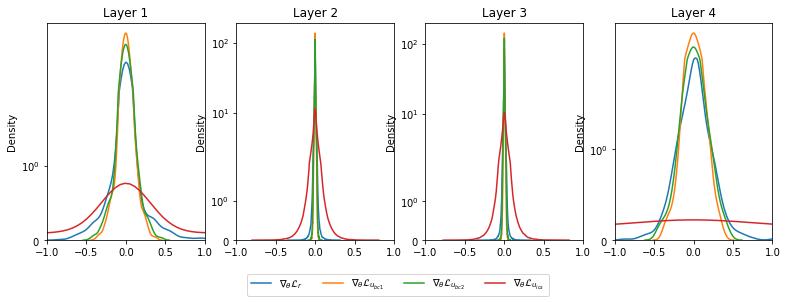 Layer 1 Layer 2 Layer 3 Layer 4
Density Density Density Density
10² 10²
10¹ 10¹
10⁰ 10⁰ 10⁰ 10⁰
0 0 0 0
−1.0 −0.5 0.0 0.5 1.0 −1.0 −0.5 0.0 0.5 1.0 −1.0 −0.5 0.0 0.5 1.0 −1.0 −0.5 0.0 0.5 1.0
∇θℒr ∇θℒu_bc1 ∇θℒu_bc2 ∇θℒu_ics